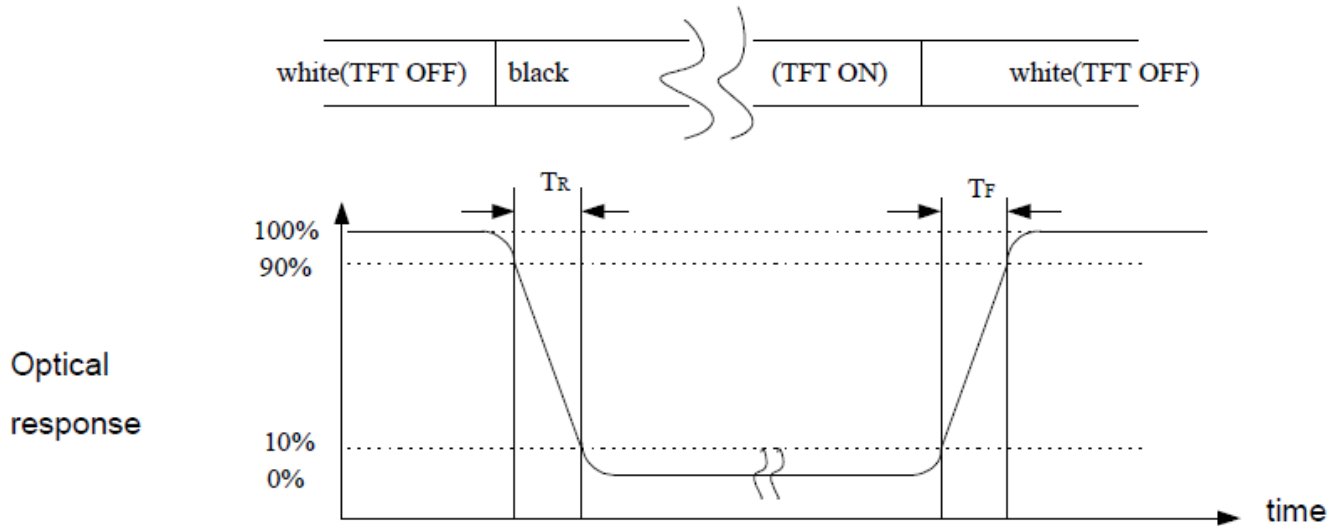 white(TFT OFF) black (TFT ON) white(TFT OFF)
TR TF
100%
90%
Optical
response
10%
0%
time